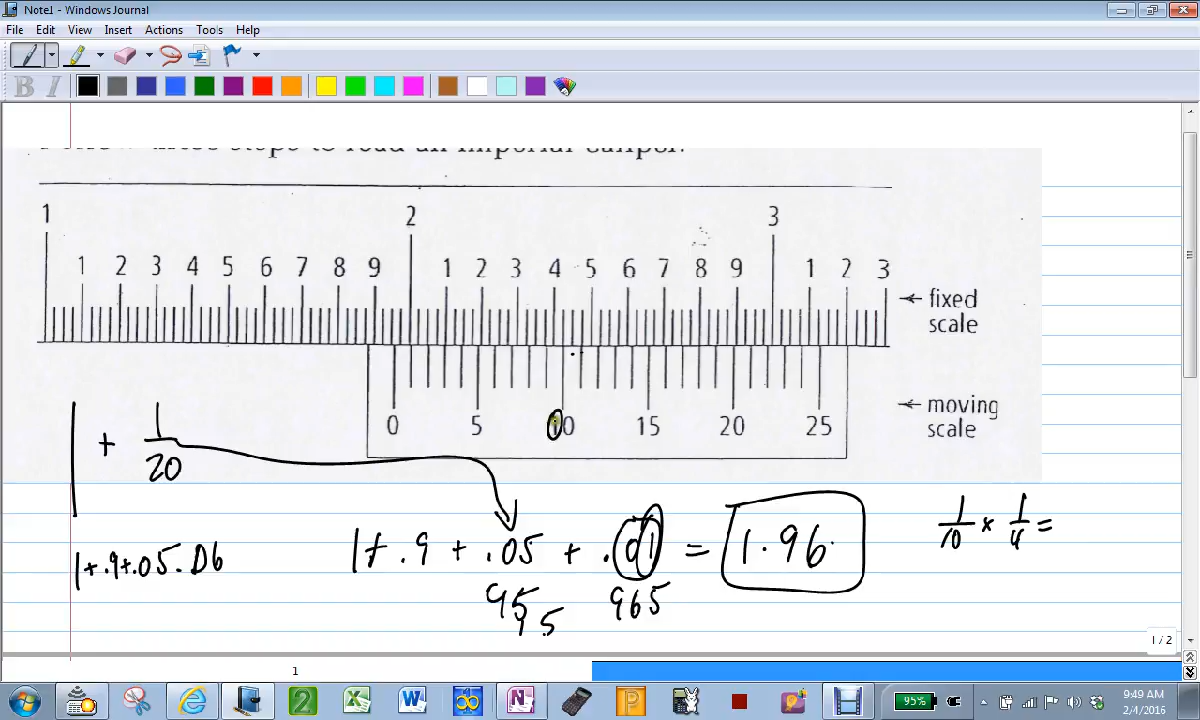 Note1 - Windows Journal
File Edit View Insert Actions Tools Help
B I
1 2 3
1 2 3 4 5 6 7 8 9 1 2 3 4 5 6 7 8 9 1 2 3
fixed
scale
0 5 10 15 20 25
moving
scale
1 + 1/20
1+.9+.05.06
1+.9 + .05 + .01 = 1.96
1/10 × 1/4 =
95 965
95
1 / 2
1
95%
9:49 AM
2/4/2016